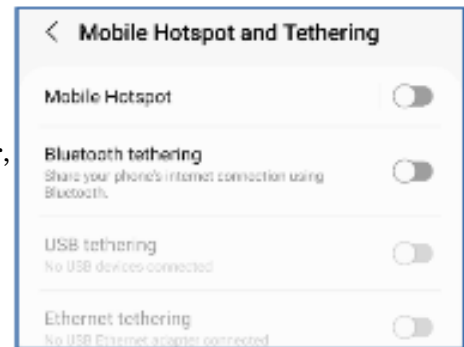 < Mobile Hotspot and Tethering
Mobile Hotspot
Bluetooth tethering
Share your phone's internet connection using
Bluetooth.
USB tethering
No USB devices connected
Ethernet tethering
No USB Ethernet adapter connected